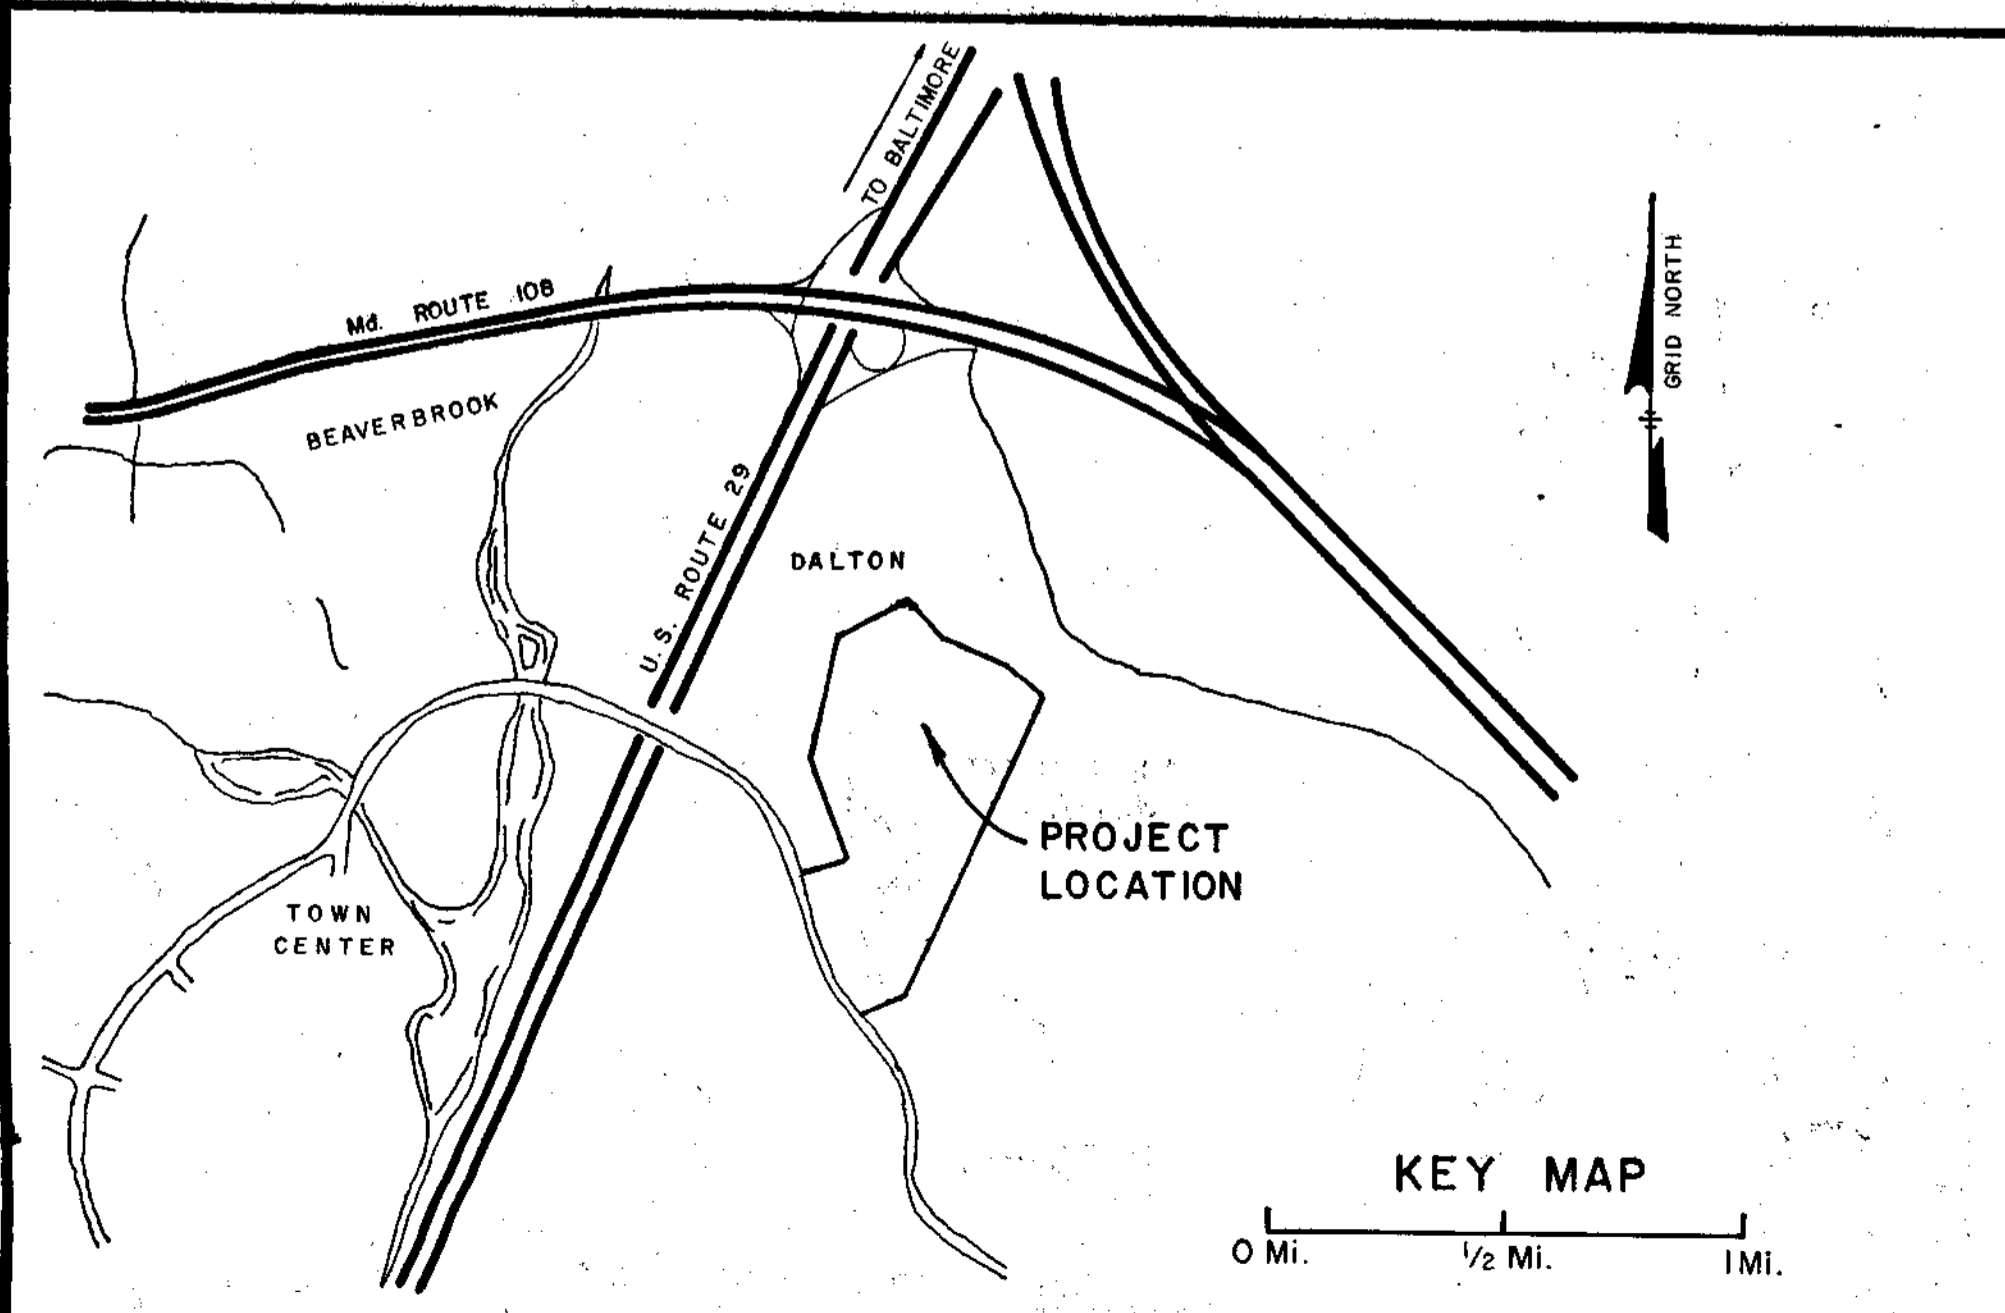 TO BALTIMORE
Md. ROUTE 108
GRID NORTH
BEAVERBROOK
U.S. ROUTE 29
DALTON
PROJECT
LOCATION
TOWN
CENTER
KEY MAP
0 Mi. 1/2 Mi. 1 Mi.